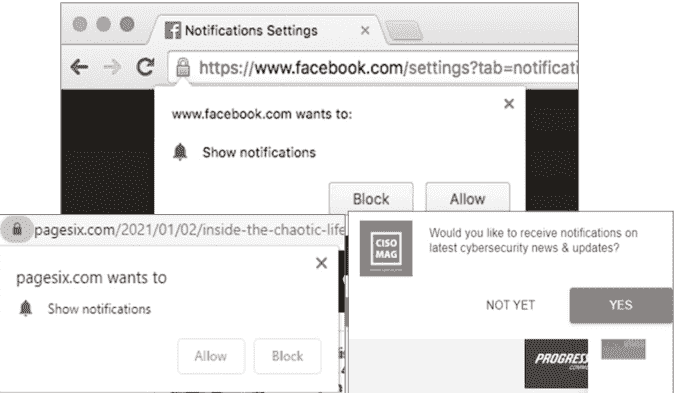 Notifications Settings
https://www.facebook.com/settings?tab=notificati
www.facebook.com wants to:
Show notifications
Block
Allow
pagesix.com/2021/01/02/inside-the-chaotic-life
pagesix.com wants to
Show notifications
Allow
Block
CISO
MAG
Would you like to receive notifications on
latest cybersecurity news & updates?
NOT YET
YES
PROGRESS